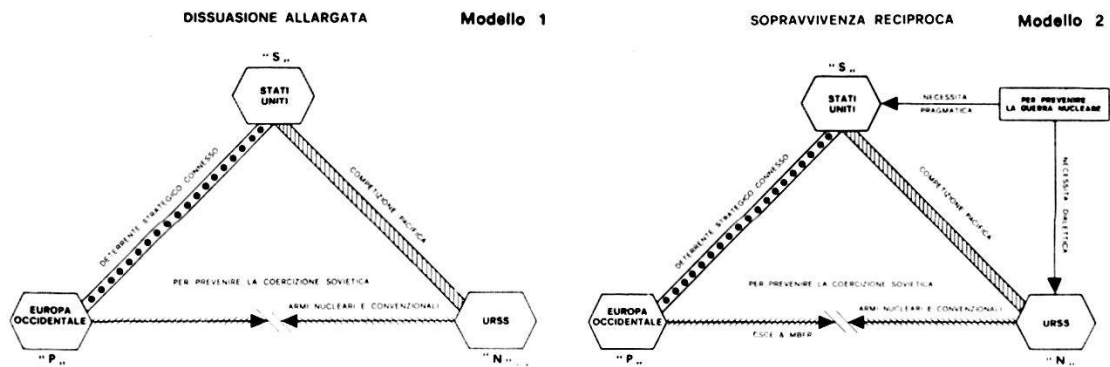 DISSUASIONE ALLARGATA
Modello 1
"S„
STATI
UNITI
DETERRENTE STRATEGICO CONNESSO
COMPETIZIONE PACIFICA
PER PREVENIRE LA COERCIZIONE SOVIETICA
ARMI NUCLEARI E CONVENZIONALI
EUROPA
OCCIDENTALE
URSS
"P„
"N„
SOPRAVVIVENZA RECIPROCA
Modello 2
"S„
STATI
UNITI
NECESSITA
PRAGMATICA
PER PREVENIRE
LA GUERRA NUCLEARE
DETERRENTE STRATEGICO CONNESSO
COMPETIZIONE PACIFICA
NECESSITA DIALETTICA
PER PREVENIRE LA COERCIZIONE SOVIETICA
ARMI NUCLEARI E CONVENZIONALI
EUROPA
OCCIDENTALE
CSCE & MBFR
URSS
"P„
"N„